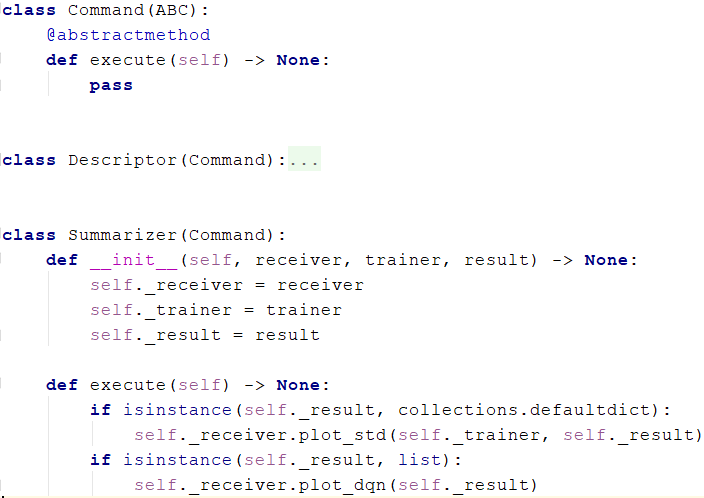 class Command(ABC):
    @abstractmethod
    def execute(self) -> None:
        pass
class Descriptor(Command):...
class Summarizer(Command):
    def __init__(self, receiver, trainer, result) -> None:
        self._receiver = receiver
        self._trainer = trainer
        self._result = result
    def execute(self) -> None:
        if isinstance(self._result, collections.defaultdict):
            self._receiver.plot_std(self._trainer, self._result)
        if isinstance(self._result, list):
            self._receiver.plot_dqn(self._result)